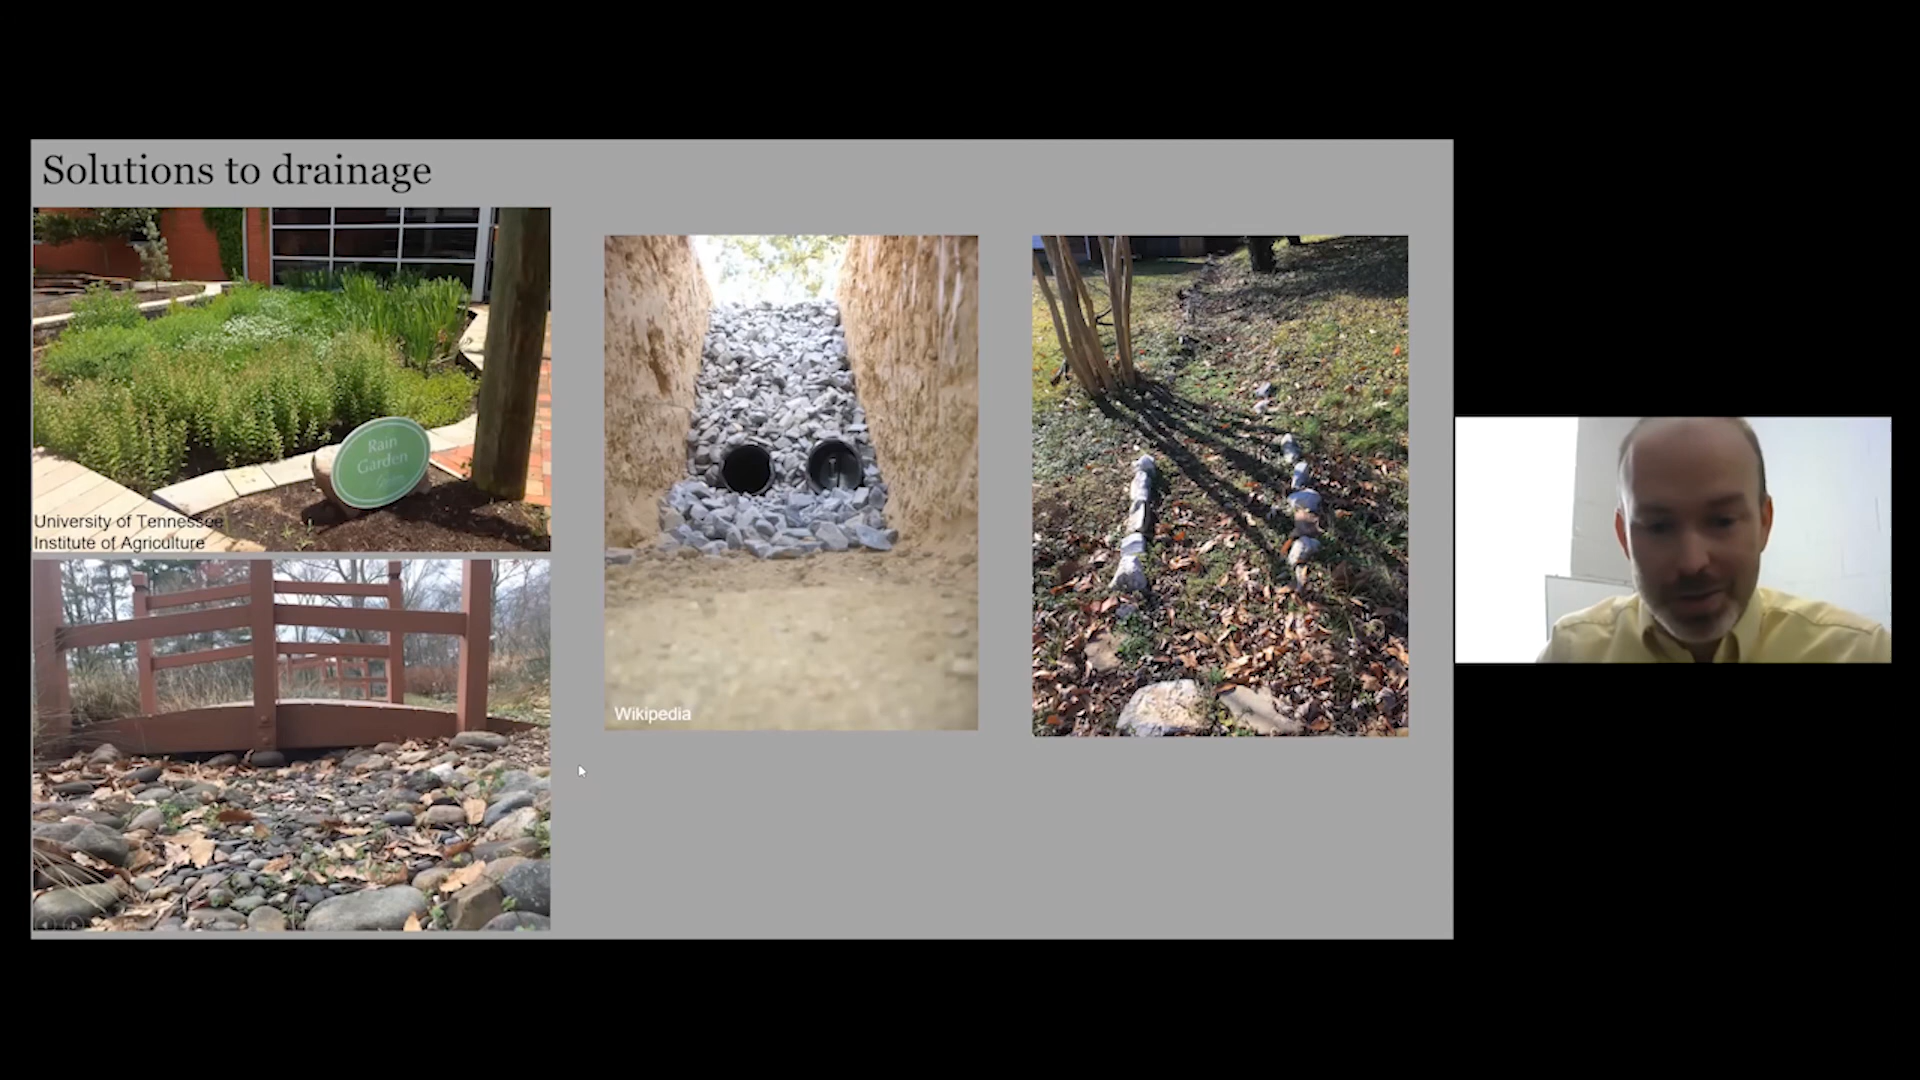 Solutions to drainage
Rain
Garden
University of Tennessee
Institute of Agriculture
Wikipedia